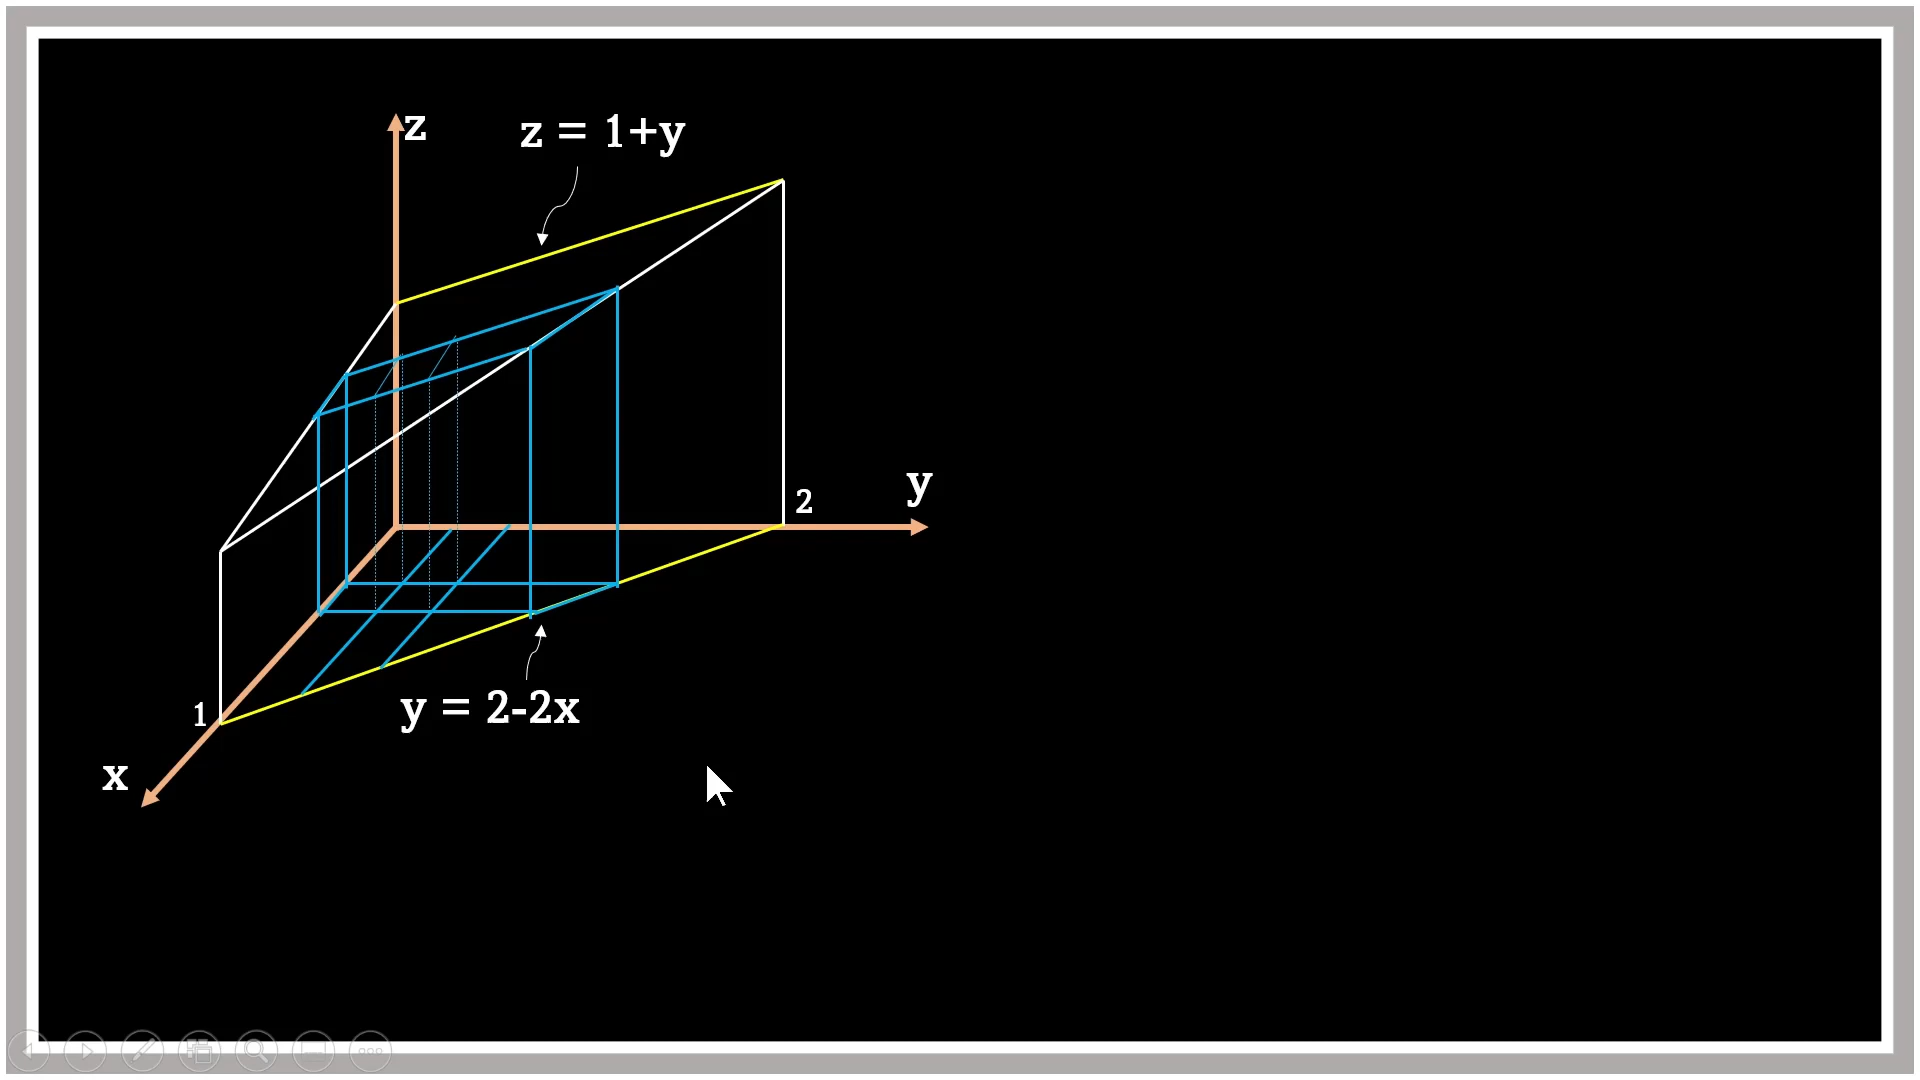 z
z = 1+y
y
2
y = 2-2x
1
x